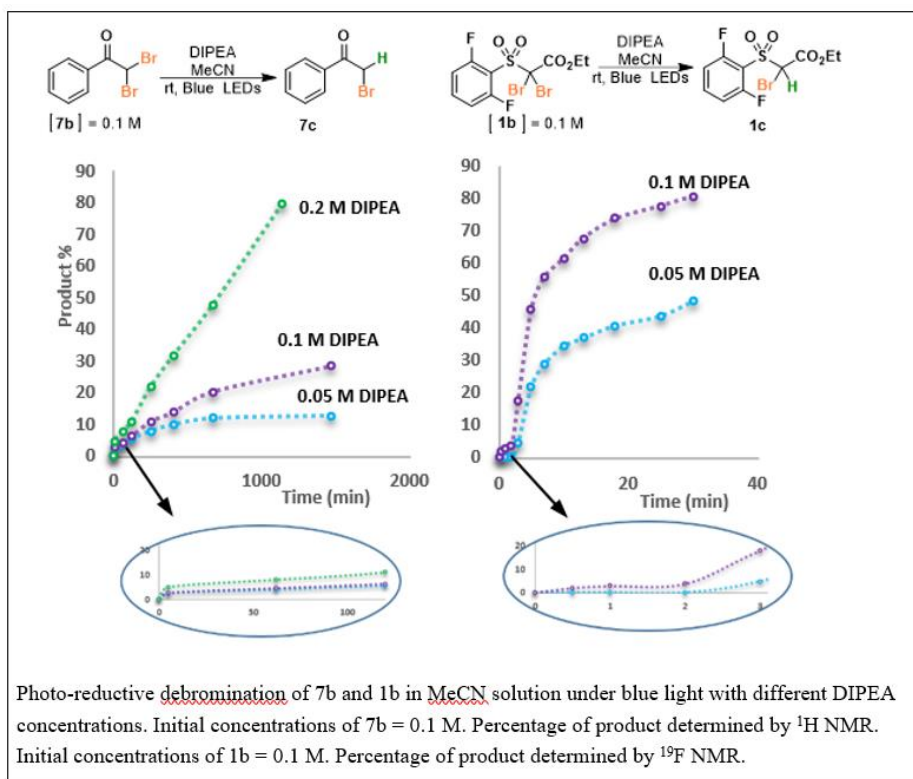 O
Br
Br
DIPEA
MeCN
rt, Blue LEDs
O
H
Br
[7b] = 0.1 M
7c
F
O O
S
CO₂Et
Br Br
F
DIPEA
MeCN
rt, Blue LEDs
F
O O
S
CO₂Et
Br H
F
[1b] = 0.1 M
1c
Product %
90
80
70
60
50
40
30
20
10
0
0.2 M DIPEA
0.1 M DIPEA
0.05 M DIPEA
0
1000
2000
Time (min)
90
80
70
60
50
40
30
20
10
0
0.1 M DIPEA
0.05 M DIPEA
0
20
40
Time (min)
10
0
0
50
100
20
10
0
0
1
2
3
Photo-reductive debromination of 7b and 1b in MeCN solution under blue light with different DIPEA
concentrations. Initial concentrations of 7b = 0.1 M. Percentage of product determined by ¹H NMR.
Initial concentrations of 1b = 0.1 M. Percentage of product determined by ¹⁹F NMR.